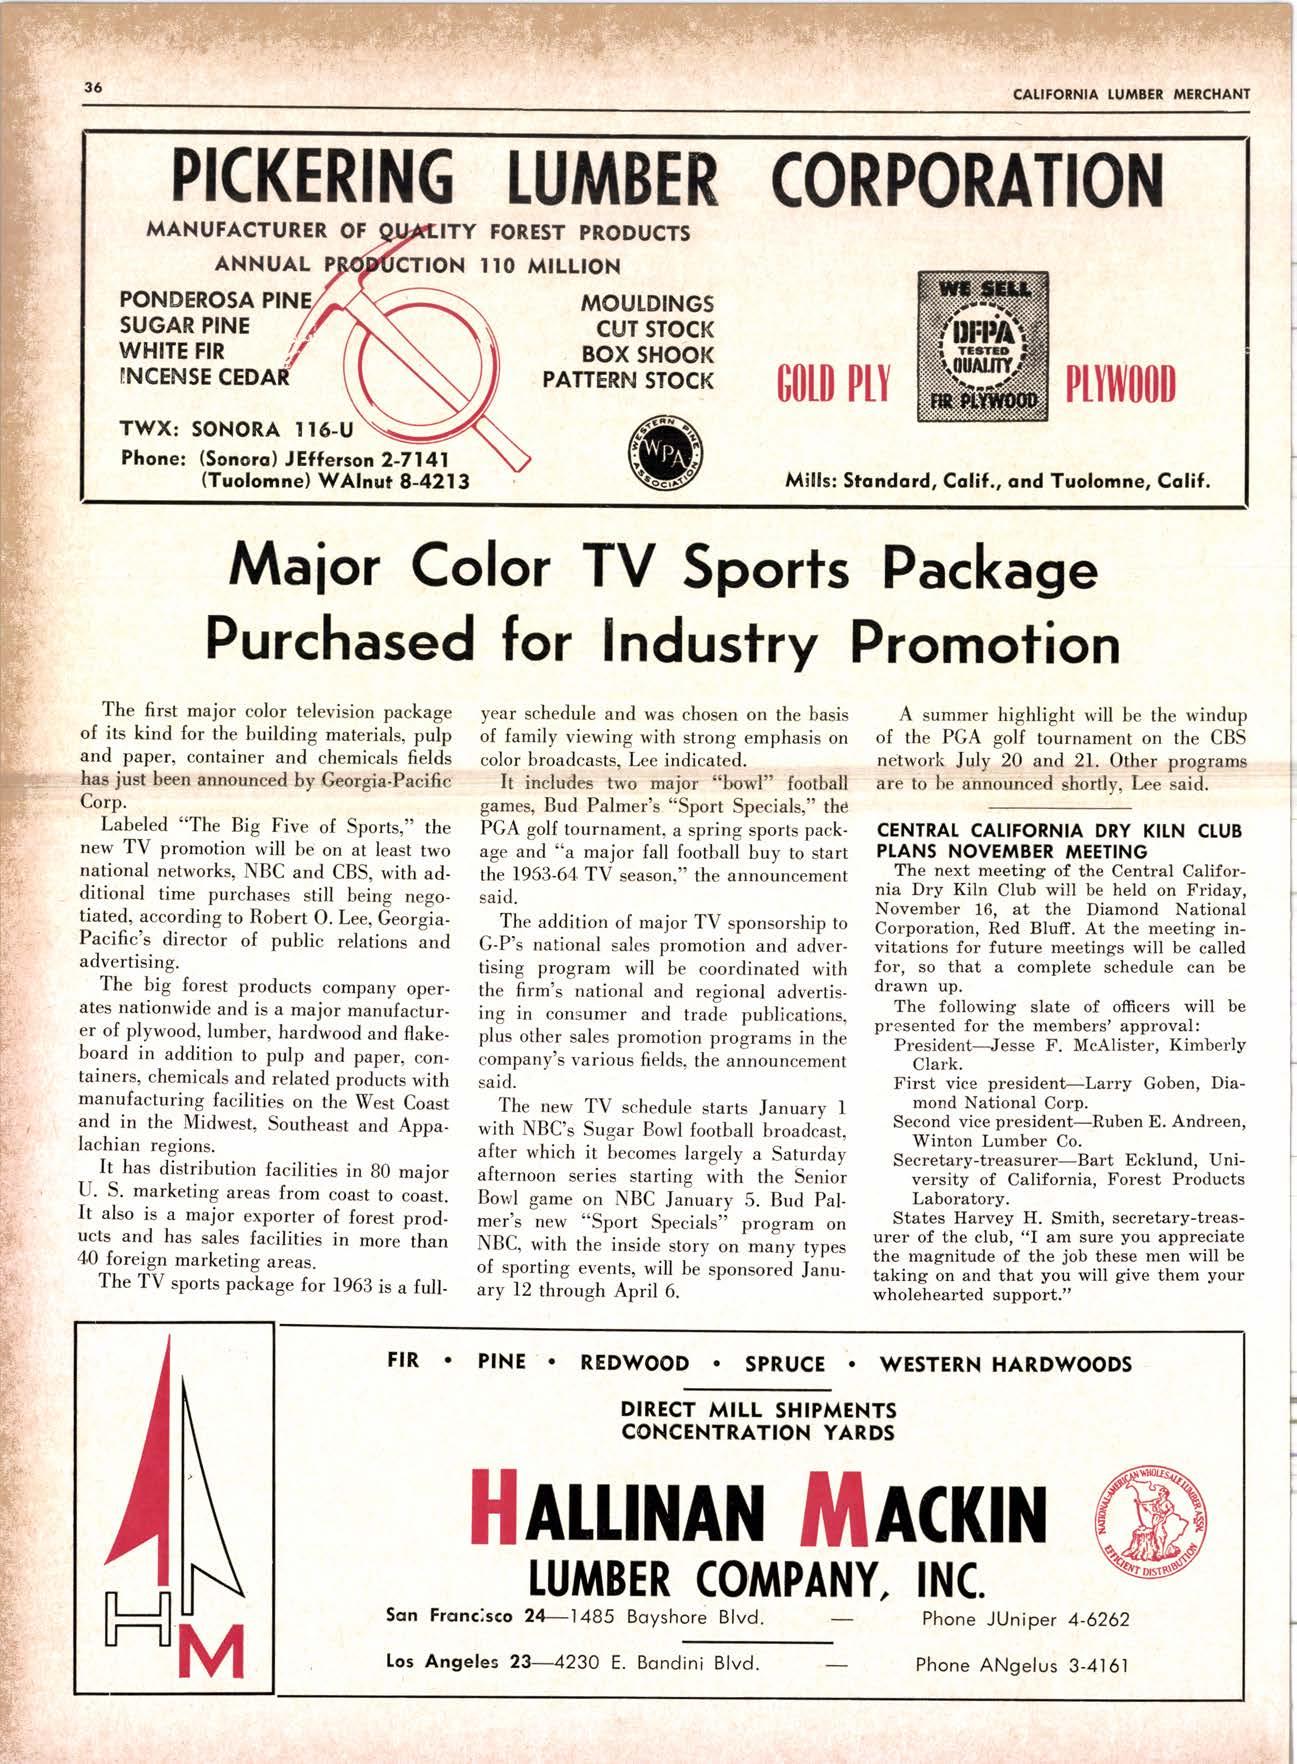 36
CALIFORNIA LUMBER MERCHANT
PICKERING LUMBER CORPORATION
MANUFACTURER OF QUALITY FOREST PRODUCTS
ANNUAL PRODUCTION 110 MILLION
PONDEROSA PINE
SUGAR PINE
WHITE FIR
INCENSE CEDAR
MOULDINGS
CUT STOCK
BOX SHOOK
PATTERN STOCK
TWX: SONORA 116-U
Phone: (Sonora) JEfferson 2-7141
(Tuolomne) WAlnut 8-4213
WESTERN PINE
WPA
ASSOCIATION
GOLD PLY
WE SELL
DFPA
TESTED
QUALITY
FIR PLYWOOD
PLYWOOD
Mills: Standard, Calif., and Tuolomne, Calif.
Major Color TV Sports Package
Purchased for Industry Promotion
The first major color television package
of its kind for the building materials, pulp
and paper, container and chemicals fields
has just been announced by Georgia-Pacific
Corp.
Labeled "The Big Five of Sports," the
new TV promotion will be on at least two
national networks, NBC and CBS, with ad-
ditional time purchases still being nego-
tiated, according to Robert O. Lee, Georgia-
Pacific's director of public relations and
advertising.
The big forest products company oper-
ates nationwide and is a major manufactur-
er of plywood, lumber, hardwood and flake-
board in addition to pulp and paper, con-
tainers, chemicals and related products with
manufacturing facilities on the West Coast
and in the Midwest, Southeast and Appa-
lachian regions.
It has distribution facilities in 80 major
U. S. marketing areas from coast to coast.
It also is a major exporter of forest prod-
ucts and has sales facilities in more than
40 foreign marketing areas.
The TV sports package for 1963 is a full-
year schedule and was chosen on the basis
of family viewing with strong emphasis on
color broadcasts, Lee indicated.
It includes two major "bowl" football
games, Bud Palmer's "Sport Specials," the
PGA golf tournament, a spring sports pack-
age and "a major fall football buy to start
the 1953-64 TV season," the announcement
said.
The addition of major TV sponsorship to
G-P's national sales promotion and adver-
tising program will be coordinated with
the firm's national and regional advertis-
ing in consumer and trade publications,
plus other sales promotion programs in the
company's various fields, the announcement
said.
The new TV schedule starts January 1
with NBC's Sugar Bowl football broadcast,
after which it becomes largely a Saturday
afternoon series starting with the Senior
Bowl game on NBC January 5. Bud Pal-
mer's new "Sport Specials" program on
NBC, with the inside story on many types
of sporting events, will be sponsored Janu-
ary 12 through April 6.
A summer highlight will be the windup
of the PGA golf tournament on the CBS
network July 20 and 21. Other programs
are to be announced shortly, Lee said.
CENTRAL CALIFORNIA DRY KILN CLUB
PLANS NOVEMBER MEETING
The next meeting of the Central Califor-
nia Dry Kiln Club will be held on Friday,
November 16, at the Diamond National
Corporation, Red Bluff. At the meeting in-
vitations for future meetings will be called
for, so that a complete schedule can be
drawn up.
The following slate of officers will be
presented for the members' approval:
President—Jesse F. McAlister, Kimberly
Clark.
First vice president—Larry Goben, Dia-
mond National Corp.
Second vice president—Ruben E. Andreen,
Winton Lumber Co.
Secretary-treasurer—Bart Ecklund, Uni-
versity of California, Forest Products
Laboratory.
States Harvey H. Smith, secretary-treas-
urer of the club, "I am sure you appreciate
the magnitude of the job these men will be
taking on and that you will give them your
wholehearted support."
HM
FIR • PINE • REDWOOD • SPRUCE • WESTERN HARDWOODS
DIRECT MILL SHIPMENTS
CONCENTRATION YARDS
HALLINAN MACKIN
LUMBER COMPANY, INC.
NATIONAL-AMERICAN WHOLESALE LUMBER ASSN.
EFFICIENT DISTRIBUTION
San Francisco 24—1485 Bayshore Blvd. — Phone JUniper 4-6262
Los Angeles 23—4230 E. Bandini Blvd. — Phone ANgelus 3-4161